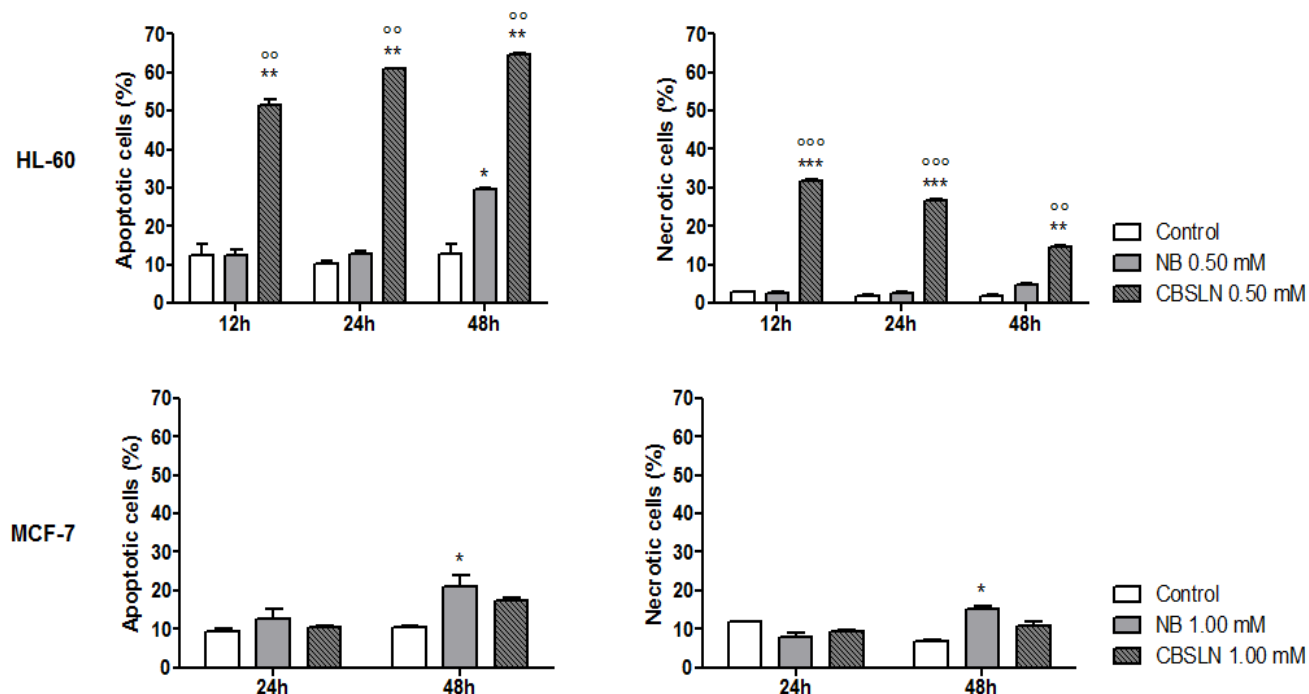 HL-60
Apoptotic cells (%)
70
60
50
40
30
20
10
0
°°
**
°°
**
*
°°
**
12h
24h
48h
Necrotic cells (%)
70
60
50
40
30
20
10
0
°°°
***
°°°
***
°°
**
12h
24h
48h
Control
NB 0.50 mM
CBSLN 0.50 mM
MCF-7
Apoptotic cells (%)
70
60
50
40
30
20
10
0
*
24h
48h
Necrotic cells (%)
70
60
50
40
30
20
10
0
*
24h
48h
Control
NB 1.00 mM
CBSLN 1.00 mM